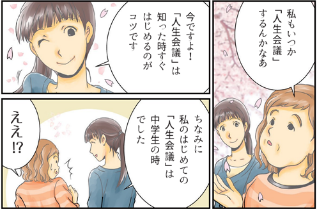 私もいつか
「人生会議」
するんかなあ
今ですよ！
「人生会議」は
知った時すぐ
はじめるのが
コツです
ちなみに
私のはじめての
「人生会議」は
中学生の時
でした
ええ!?